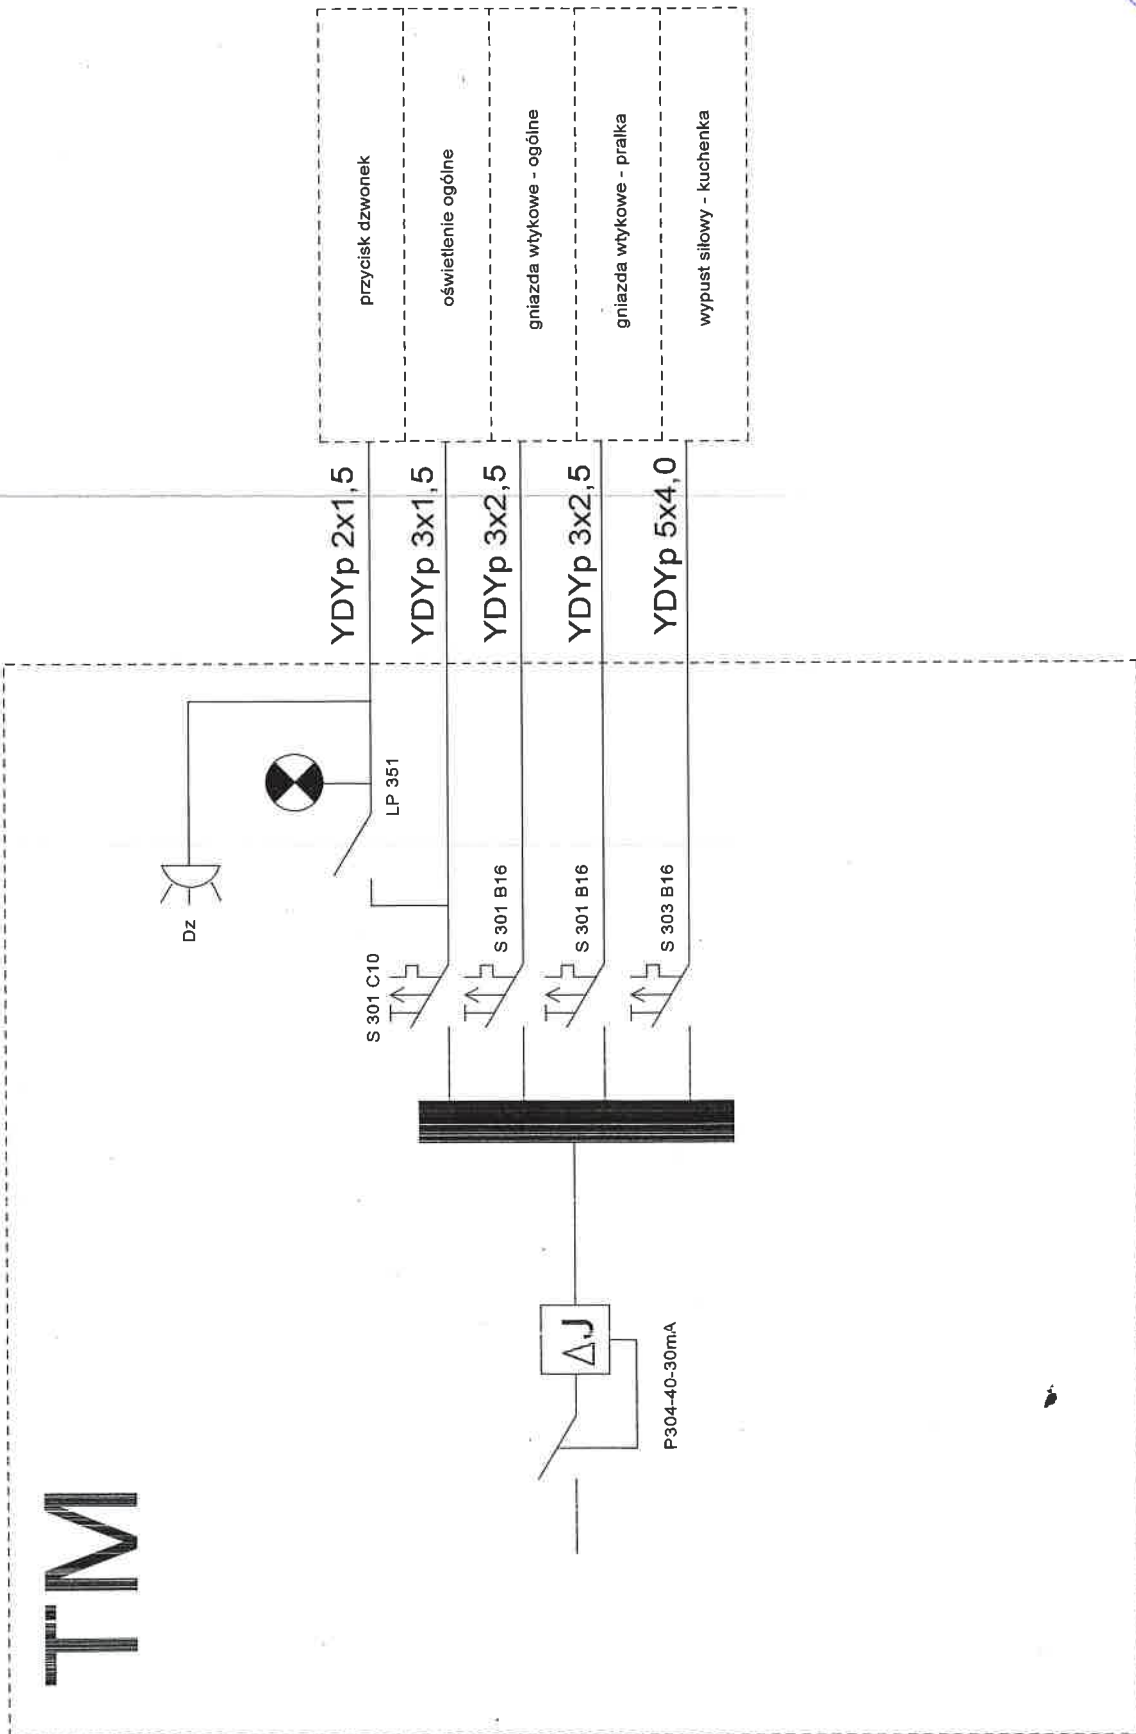 TM
P304-40-30mA
ΔJ
S 301 C10
S 301 B16
S 301 B16
S 303 B16
Dz
LP 351
YDYp 2x1,5
YDYp 3x1,5
YDYp 3x2,5
YDYp 3x2,5
YDYp 5x4,0
przycisk dzwonek
oświetlenie ogólne
gniazda wtykowe - ogólne
gniazda wtykowe - pralka
wypust siłowy - kuchenka